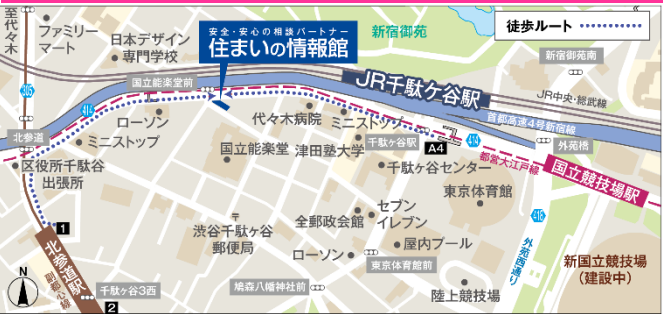 至代々木
ファミリー
マート
日本デザイン
専門学校
安全・安心の相談パートナー
住まいの情報館
新宿御苑
徒歩ルート
新宿御苑南
国立能楽堂前
JR千駄ケ谷駅
JR中央・総武線
305
414
首都高速4号新宿線
北参道
ローソン
ミニストップ
代々木病院
ミニストップ
外苑橋
千駄ヶ谷駅
A4
414
都営大江戸線
国立能楽堂
津田塾大学
区役所千駄谷
出張所
千駄ヶ谷センター
国立競技場駅
東京体育館
セブン
イレブン
全郵政会館
418
1
渋谷千駄ケ谷
郵便局
屋内プール
ローソン
外苑西通り
新国立競技場
(建設中)
北参道駅
副都心線
東京体育館前
N
千駄ヶ谷3西
鳩森八幡神社前
陸上競技場
2